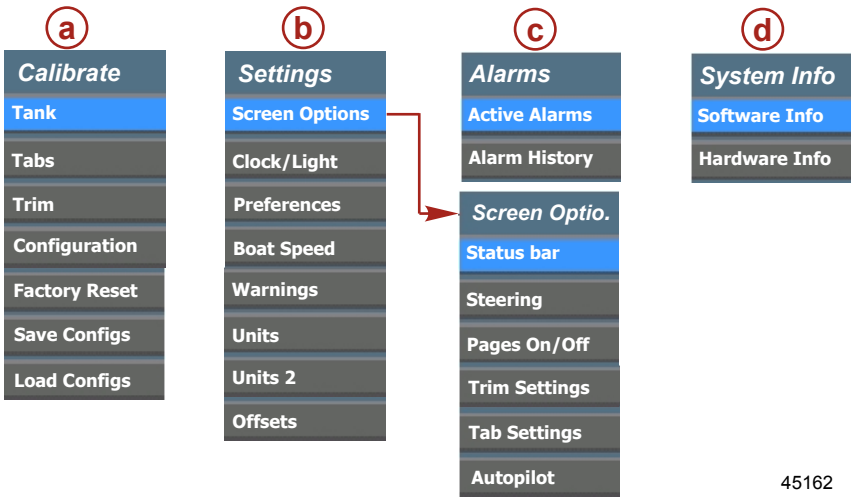 a
Calibrate
Tank
Tabs
Trim
Configuration
Factory Reset
Save Configs
Load Configs
b
Settings
Screen Options
Clock/Light
Preferences
Boat Speed
Warnings
Units
Units 2
Offsets
c
Alarms
Active Alarms
Alarm History
Screen Optio.
Status bar
Steering
Pages On/Off
Trim Settings
Tab Settings
Autopilot
d
System Info
Software Info
Hardware Info
45162